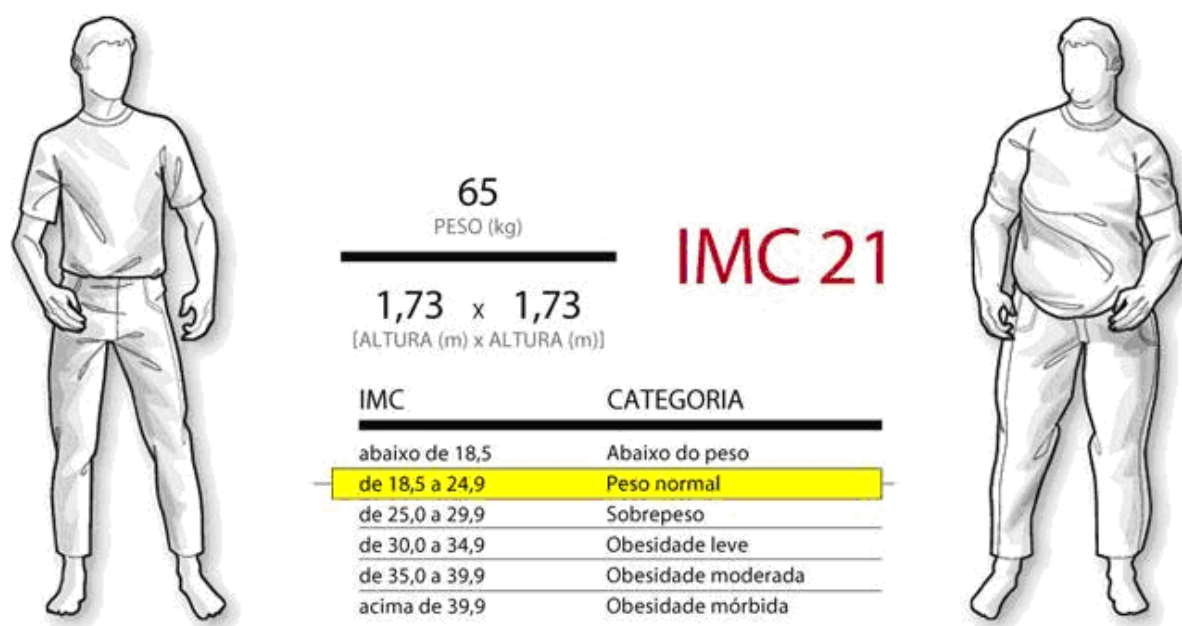 65
PESO (kg)
IMC 21
1,73 x 1,73
[ALTURA (m) x ALTURA (m)]
IMC CATEGORIA
abaixo de 18,5 Abaixo do peso
de 18,5 a 24,9 Peso normal
de 25,0 a 29,9 Sobrepeso
de 30,0 a 34,9 Obesidade leve
de 35,0 a 39,9 Obesidade moderada
acima de 39,9 Obesidade mórbida